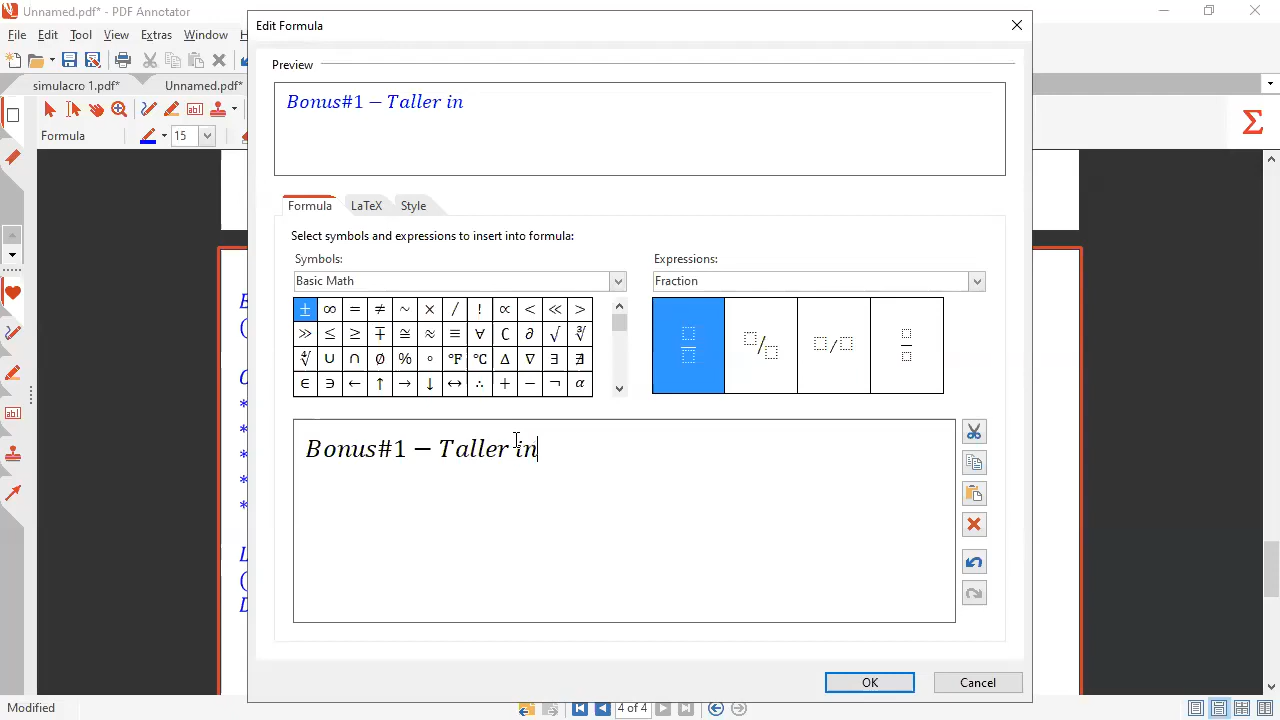 Unnamed.pdf* - PDF Annotator
File Edit Tool View Extras Window
simulacro 1.pdf* Unnamed.pdf*
Formula 15
Σ
Edit Formula
Preview
Bonus#1 − Taller in
Formula LaTeX Style
Select symbols and expressions to insert into formula:
Symbols: Expressions:
Basic Math Fraction
± ∞ = ≠ ~ × / ! ∝ < ≪ >
≫ ≤ ≥ ∓ ≅ ≈ ≡ ∀ ∁ ∂ √ ∛
∜ ∪ ∩ ∅ % ° °F °C ∆ ∇ ∃ ∄
∈ ∋ ← ↑ → ↓ ↔ ∴ + − ¬ α
Bonus#1 − Taller in
OK Cancel
Modified 4 of 4